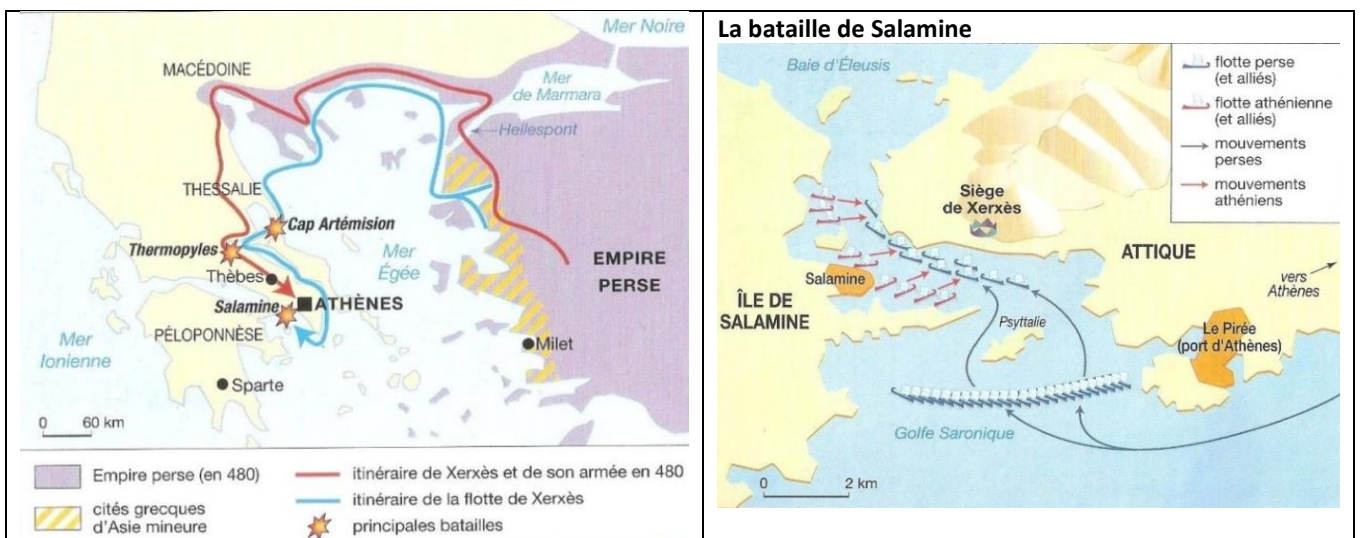 Mer Noire
MACÉDOINE
Mer
de Marmara
Hellespont
THESSALIE
Cap Artémision
Thermopyles
Mer
Égée
EMPIRE
PERSE
Thèbes
Salamine
ATHÈNES
PÉLOPONNÈSE
Mer
Ionienne
Milet
Sparte
0 60 km
Empire perse (en 480)
cités grecques
d'Asie mineure
itinéraire de Xerxès et de son armée en 480
itinéraire de la flotte de Xerxès
principales batailles
La bataille de Salamine
Baie d'Éleusis
flotte perse
(et alliés)
flotte athénienne
(et alliés)
mouvements
perses
mouvements
athéniens
Siège
de Xerxès
ATTIQUE
vers
Athènes
Salamine
ÎLE DE
SALAMINE
Psyttalie
Le Pirée
(port d'Athènes)
Golfe Saronique
0 2 km